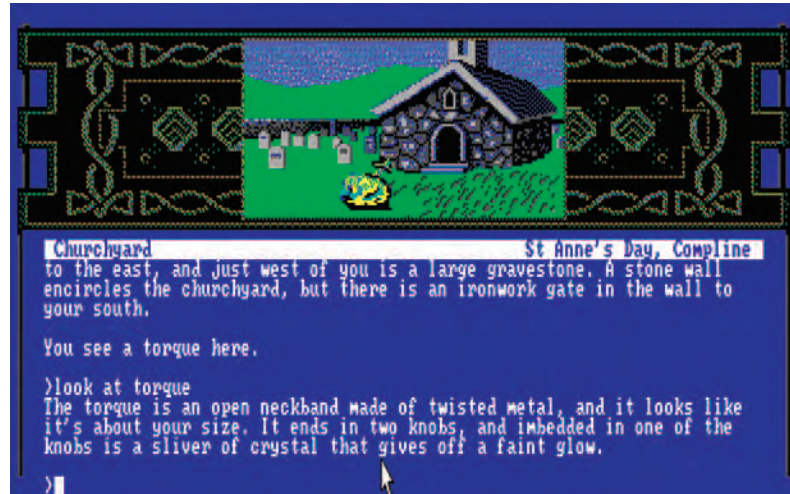 Churchyard St Anne's Day, Compline
to the east, and just west of you is a large gravestone. A stone wall
encircles the churchyard, but there is an ironwork gate in the wall to
your south.
You see a torque here.
>look at torque
The torque is an open neckband made of twisted metal, and it looks like
it's about your size. It ends in two knobs, and imbedded in one of the
knobs is a sliver of crystal that gives off a faint glow.
>